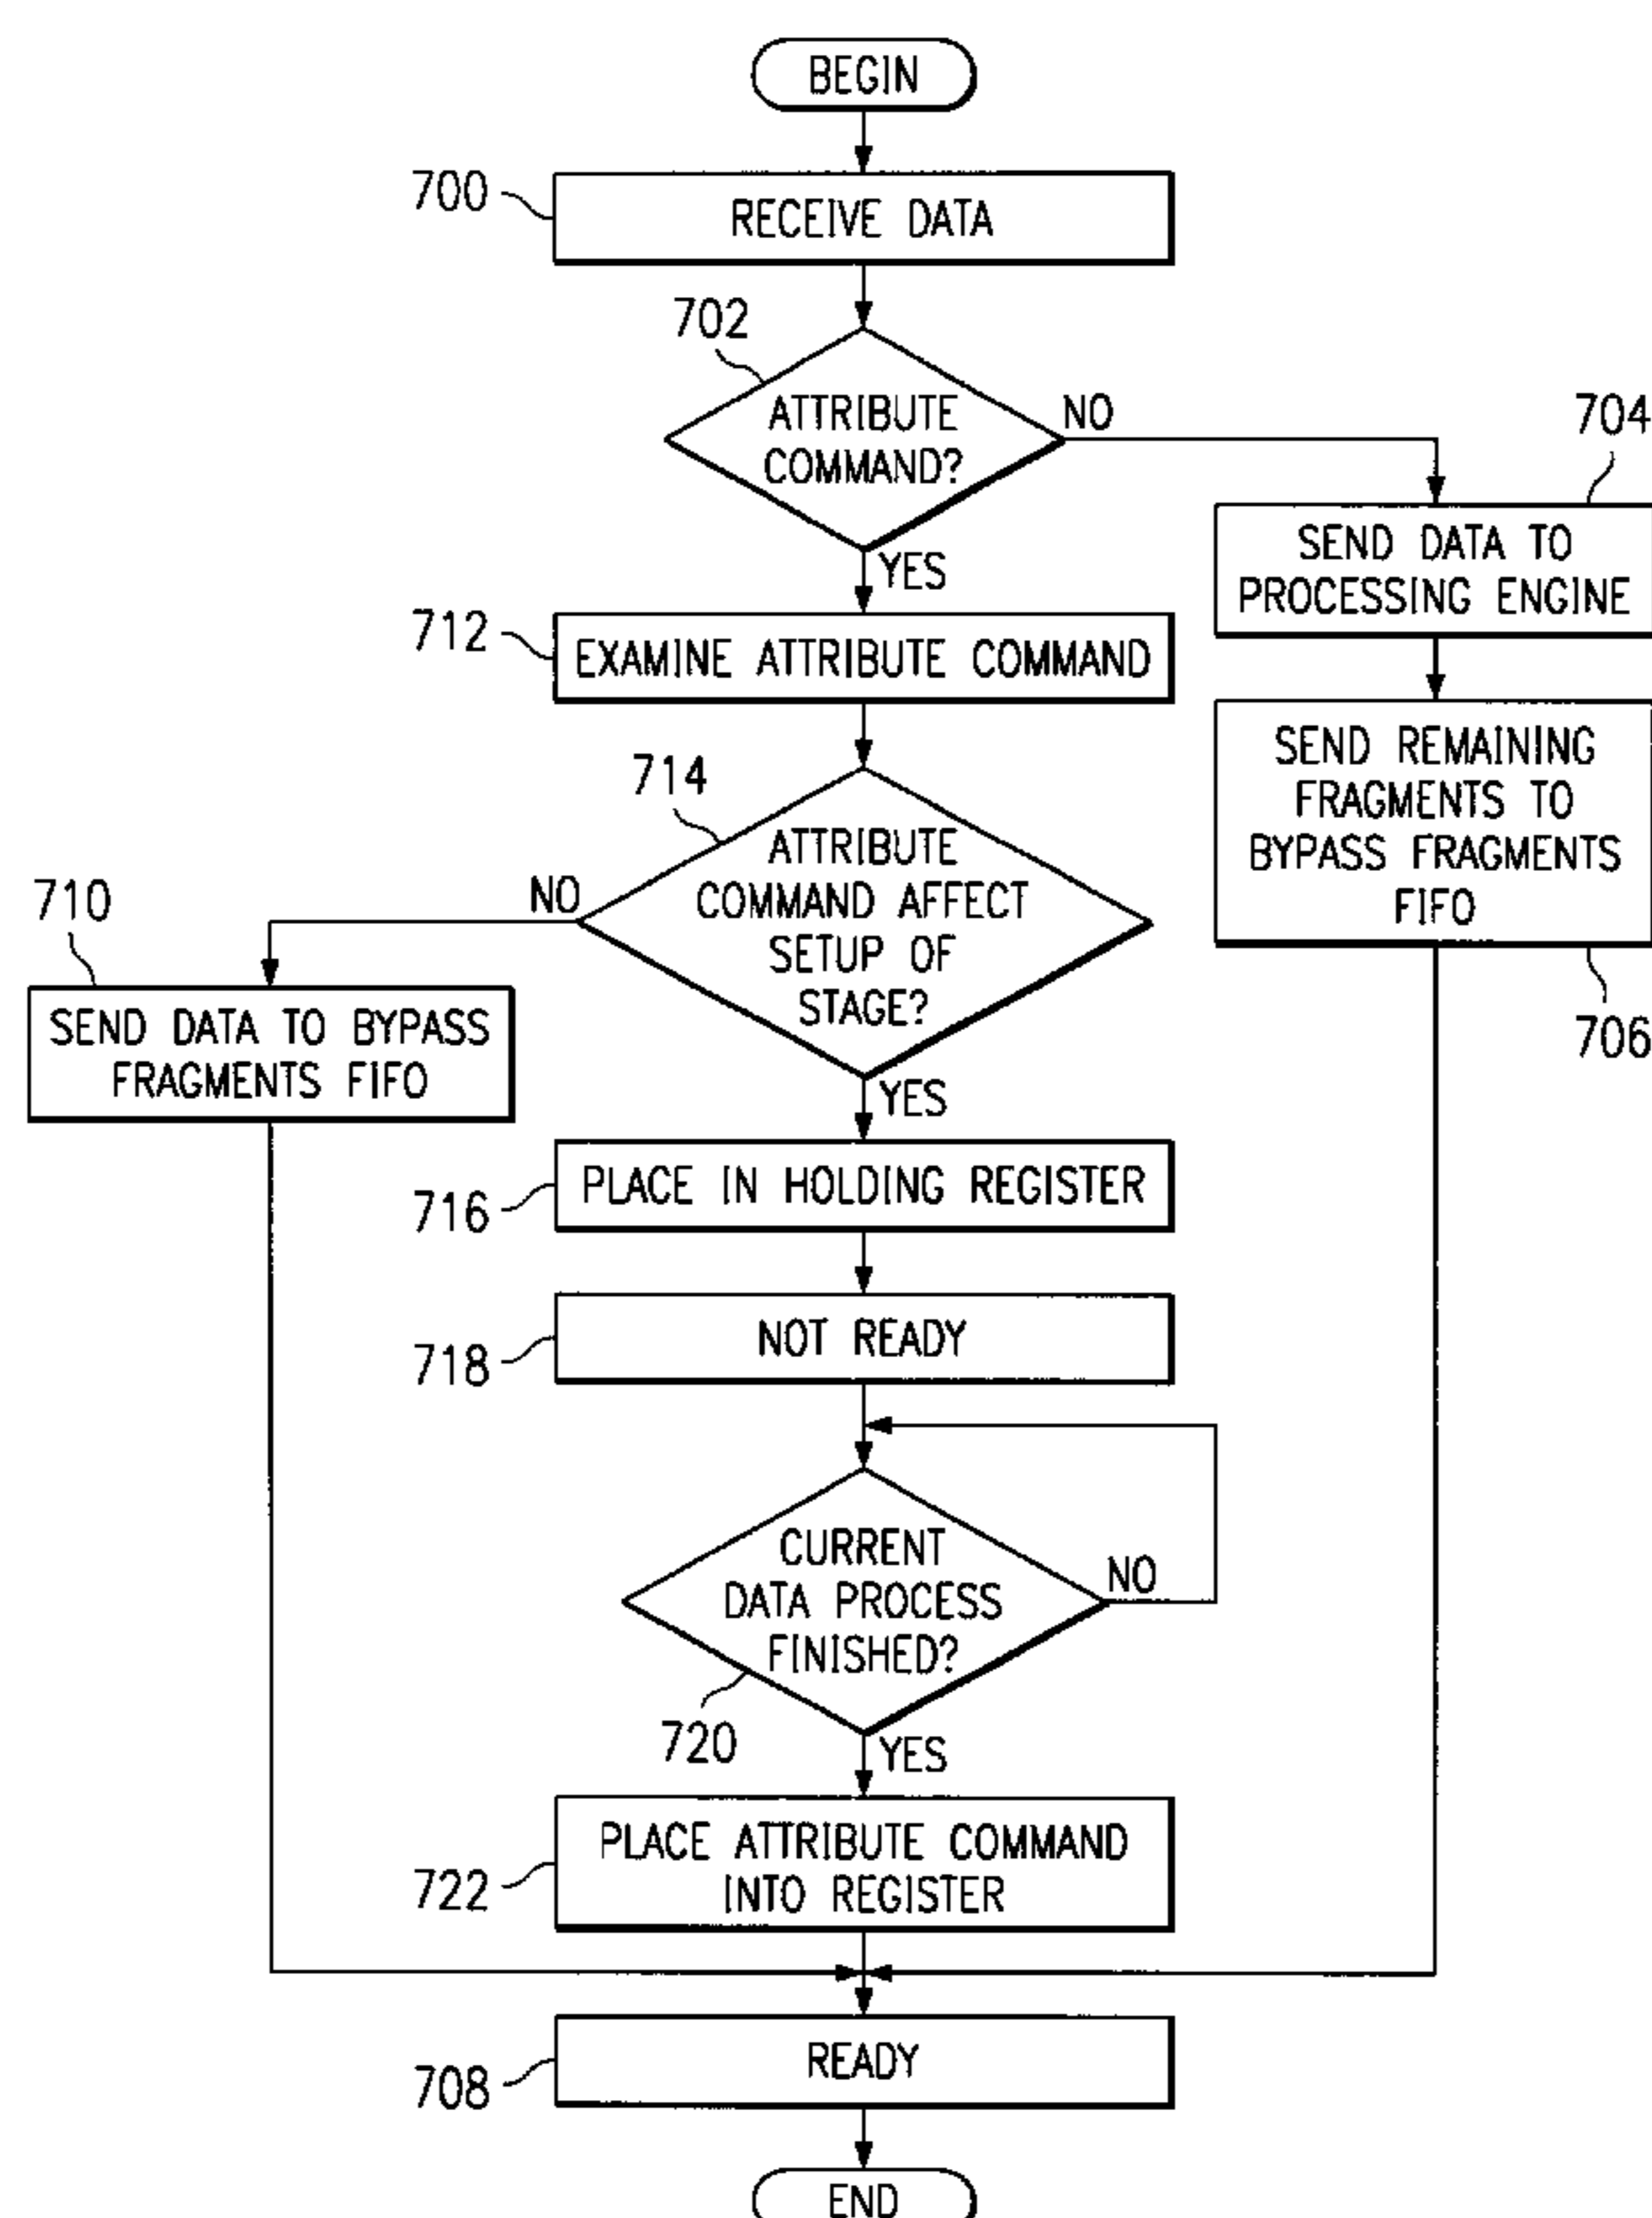 BEGIN
700
RECEIVE DATA
702
ATTRIBUTE
COMMAND?
NO
YES
704
SEND DATA TO
PROCESSING ENGINE
712
EXAMINE ATTRIBUTE COMMAND
SEND REMAINING
FRAGMENTS TO
BYPASS FRAGMENTS
FIFO
706
714
ATTRIBUTE
COMMAND AFFECT
SETUP OF
STAGE?
NO
YES
710
SEND DATA TO BYPASS
FRAGMENTS FIFO
716
PLACE IN HOLDING REGISTER
718
NOT READY
CURRENT
DATA PROCESS
FINISHED?
NO
720
YES
722
PLACE ATTRIBUTE COMMAND
INTO REGISTER
708
READY
END